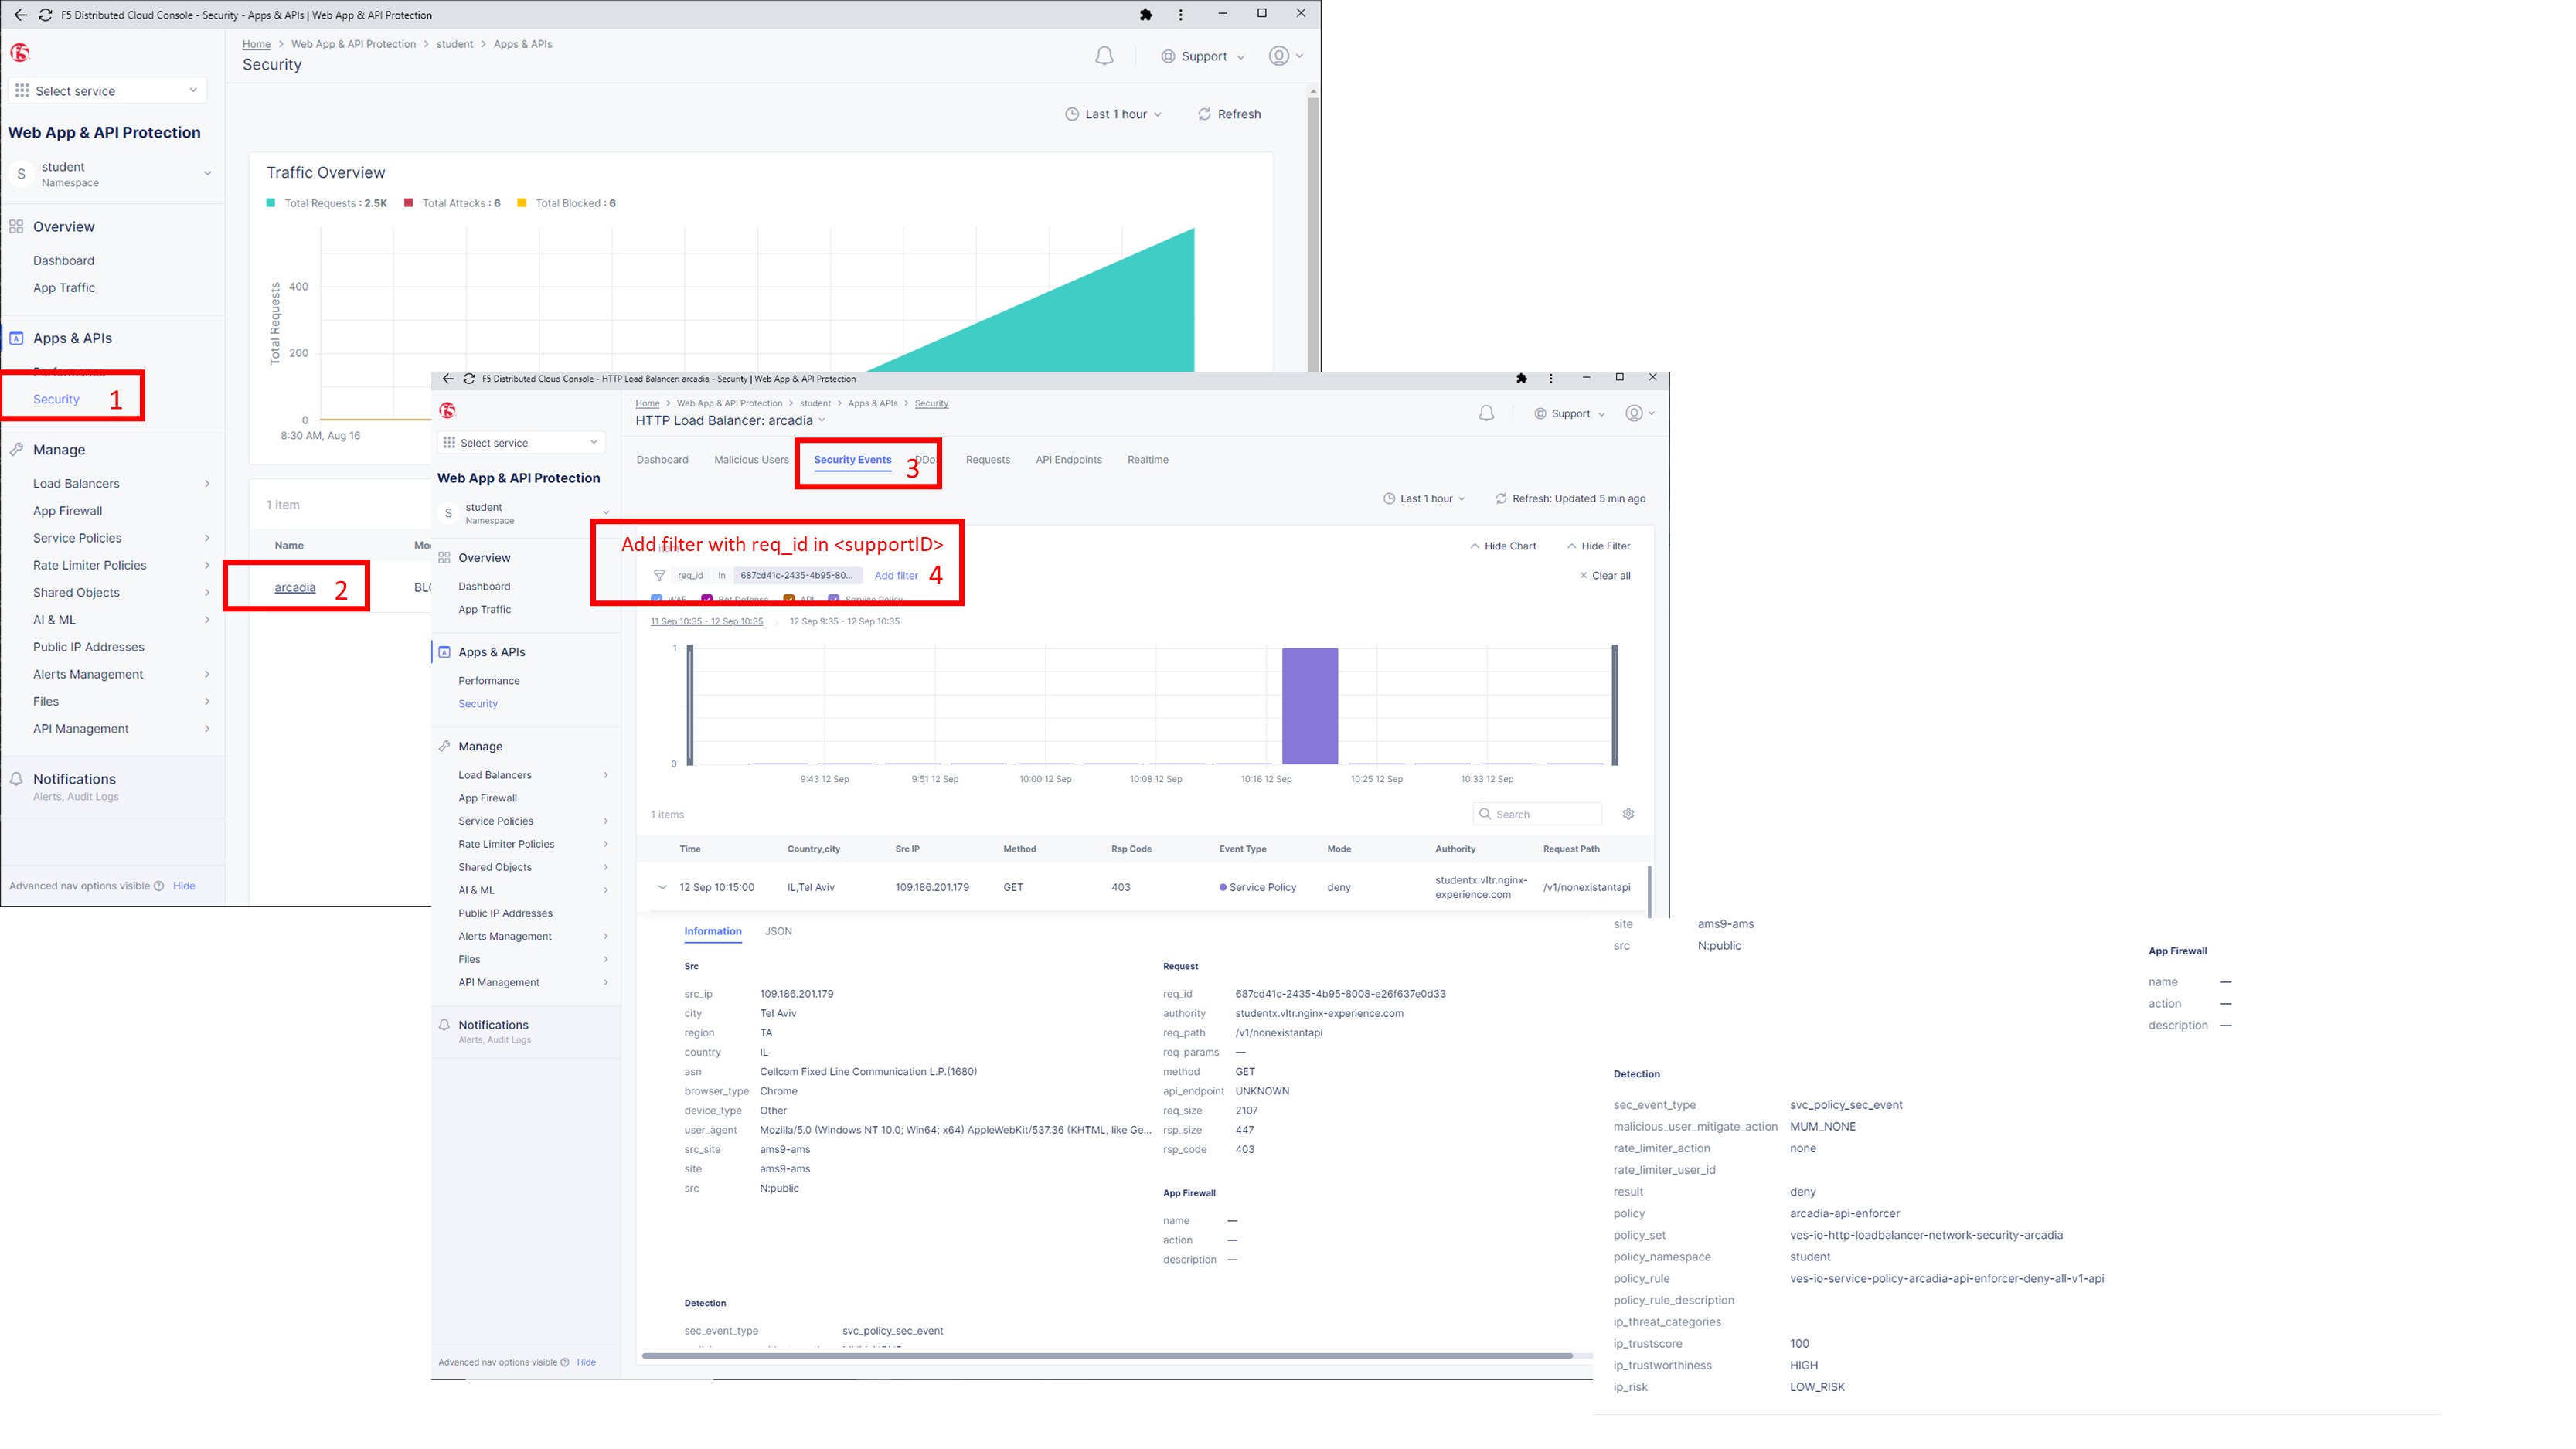 F5 Distributed Cloud Console - Security - Apps & APIs | Web App & API Protection
f5
Select service
Web App & API Protection
S
student
Namespace
Overview
Dashboard
App Traffic
Apps & APIs
Performance
Security
1
Manage
Load Balancers
App Firewall
Service Policies
Rate Limiter Policies
Shared Objects
AI & ML
Public IP Addresses
Alerts Management
Files
API Management
Notifications
Alerts, Audit Logs
Advanced nav options visible
Hide
Home > Web App & API Protection > student > Apps & APIs
Security
Support
Last 1 hour
Refresh
Traffic Overview
Total Requests : 2.5K
Total Attacks : 6
Total Blocked : 6
Total Requests
400
200
0
8:30 AM, Aug 16
1 item
Name
arcadia
2
F5 Distributed Cloud Console - HTTP Load Balancer: arcadia - Security | Web App & API Protection
f5
Select service
Web App & API Protection
S
student
Namespace
Overview
Dashboard
App Traffic
Apps & APIs
Performance
Security
Manage
Load Balancers
App Firewall
Service Policies
Rate Limiter Policies
Shared Objects
AI & ML
Public IP Addresses
Alerts Management
Files
API Management
Notifications
Alerts, Audit Logs
Advanced nav options visible
Hide
Home > Web App & API Protection > student > Apps & APIs > Security
HTTP Load Balancer: arcadia
Support
Dashboard
Malicious Users
Security Events
3
Requests
API Endpoints
Realtime
Last 1 hour
Refresh: Updated 5 min ago
Add filter with req_id in <supportID>
Hide Chart
Hide Filter
req_id
In
687cd41c-2435-4b95-80...
Add filter
4
Clear all
WAF
Bot Defense
API
Service Policy
11 Sep 10:35 - 12 Sep 10:35
12 Sep 9:35 - 12 Sep 10:35
1
0
9:43 12 Sep
9:51 12 Sep
10:00 12 Sep
10:08 12 Sep
10:16 12 Sep
10:25 12 Sep
10:33 12 Sep
1 items
Search
Time Country,city Src IP Method Rsp Code Event Type Mode Authority Request Path
12 Sep 10:15:00 IL,Tel Aviv 109.186.201.179 GET 403 Service Policy deny studentx.vltr.nginx-experience.com /v1/nonexistantapi
Information
JSON
Src
src_ip 109.186.201.179
city Tel Aviv
region TA
country IL
asn Cellcom Fixed Line Communication L.P.(1680)
browser_type Chrome
device_type Other
user_agent Mozilla/5.0 (Windows NT 10.0; Win64; x64) AppleWebKit/537.36 (KHTML, like Ge...
src_site ams9-ams
site ams9-ams
src N:public
Request
req_id 687cd41c-2435-4b95-8008-e26f637e0d33
authority studentx.vltr.nginx-experience.com
req_path /v1/nonexistantapi
req_params —
method GET
api_endpoint UNKNOWN
req_size 2107
rsp_size 447
rsp_code 403
App Firewall
name —
action —
description —
Detection
sec_event_type svc_policy_sec_event
site ams9-ams
src N:public
App Firewall
name —
action —
description —
Detection
sec_event_type svc_policy_sec_event
malicious_user_mitigate_action MUM_NONE
rate_limiter_action none
rate_limiter_user_id
result deny
policy arcadia-api-enforcer
policy_set ves-io-http-loadbalancer-network-security-arcadia
policy_namespace student
policy_rule ves-io-service-policy-arcadia-api-enforcer-deny-all-v1-api
policy_rule_description
ip_threat_categories
ip_trustscore 100
ip_trustworthiness HIGH
ip_risk LOW_RISK